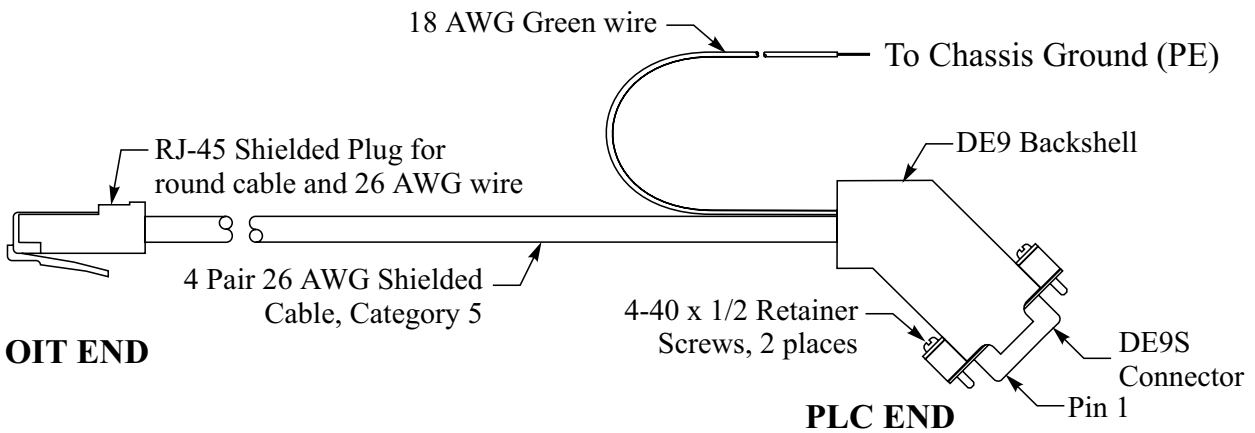 18 AWG Green wire
To Chassis Ground (PE)
RJ-45 Shielded Plug for
round cable and 26 AWG wire
DE9 Backshell
4 Pair 26 AWG Shielded
Cable, Category 5
4-40 x 1/2 Retainer
Screws, 2 places
OIT END
DE9S
Connector
Pin 1
PLC END